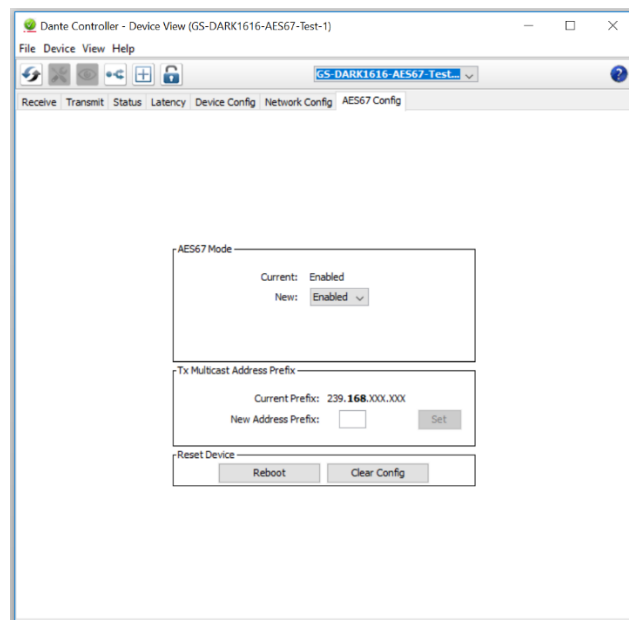 Dante Controller - Device View (GS-DARK1616-AES67-Test-1)
File Device View Help
GS-DARK1616-AES67-Test...
Receive Transmit Status Latency Device Config Network Config AES67 Config
AES67 Mode
Current: Enabled
New: Enabled
Tx Multicast Address Prefix
Current Prefix: 239.168.XXX.XXX
New Address Prefix: Set
Reset Device
Reboot Clear Config